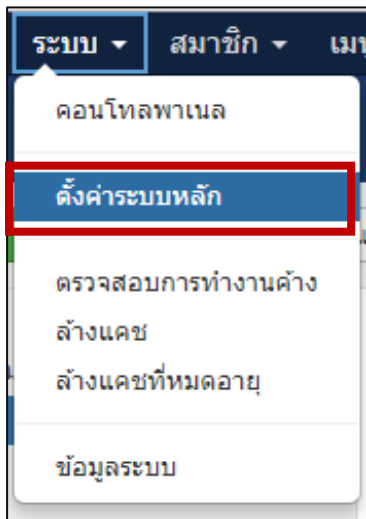 ระบบ สมาชิก เมนู
คอนโทลพาเนล
ตั้งค่าระบบหลัก
ตรวจสอบการทำงานค้าง
ล้างแคช
ล้างแคชที่หมดอายุ
ข้อมูลระบบ